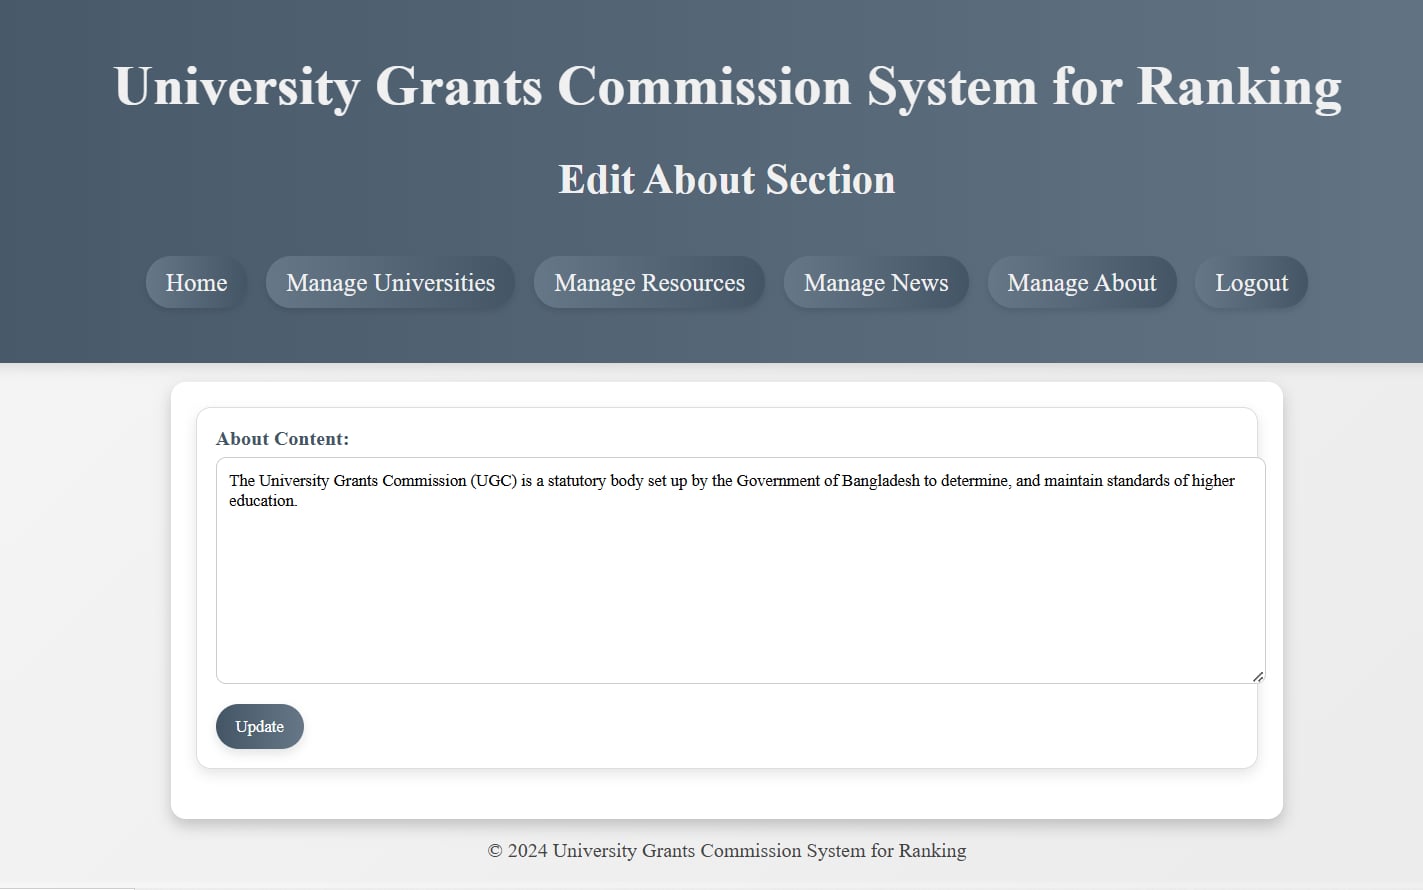 University Grants Commission System for Ranking
Edit About Section
Home Manage Universities Manage Resources Manage News Manage About Logout
About Content:
The University Grants Commission (UGC) is a statutory body set up by the Government of Bangladesh to determine, and maintain standards of higher
education.
Update
© 2024 University Grants Commission System for Ranking